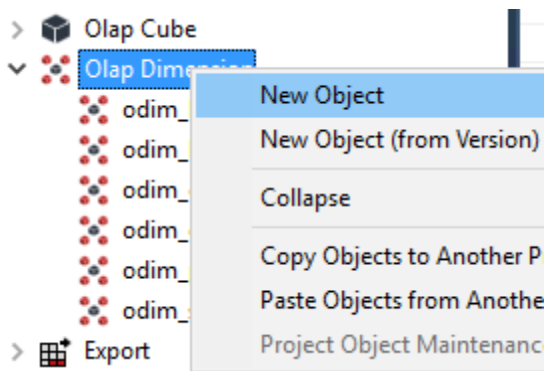 Olap Cube
Olap Dimension
New Object
odim_
New Object (from Version)
odim_
Collapse
odim_
odim_
Copy Objects to Another P
odim_
Paste Objects from Anothe
odim_
Project Object Maintenanc
Export